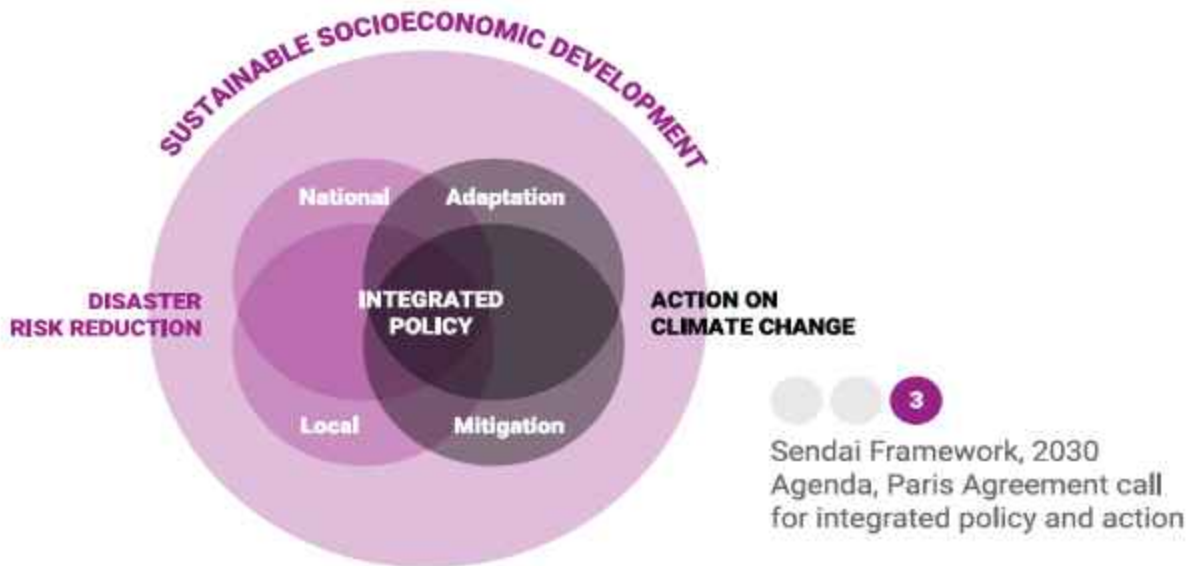 SUSTAINABLE SOCIOECONOMIC DEVELOPMENT
National
Adaptation
DISASTER
RISK REDUCTION
INTEGRATED
POLICY
ACTION ON
CLIMATE CHANGE
Local
Mitigation
3
Sendai Framework, 2030
Agenda, Paris Agreement call
for integrated policy and action